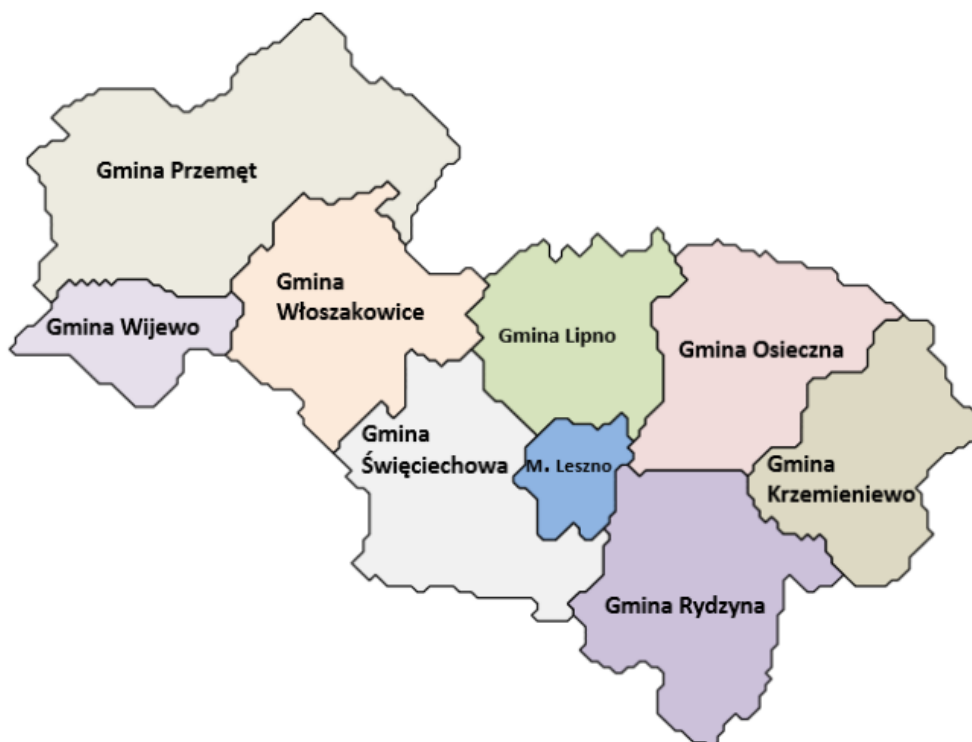 Gmina Przemęt
Gmina
Włoszakowice
Gmina Wijewo
Gmina Lipno
Gmina Osieczna
Gmina
Święciechowa
M. Leszno
Gmina
Krzemieniewo
Gmina Rydzyna